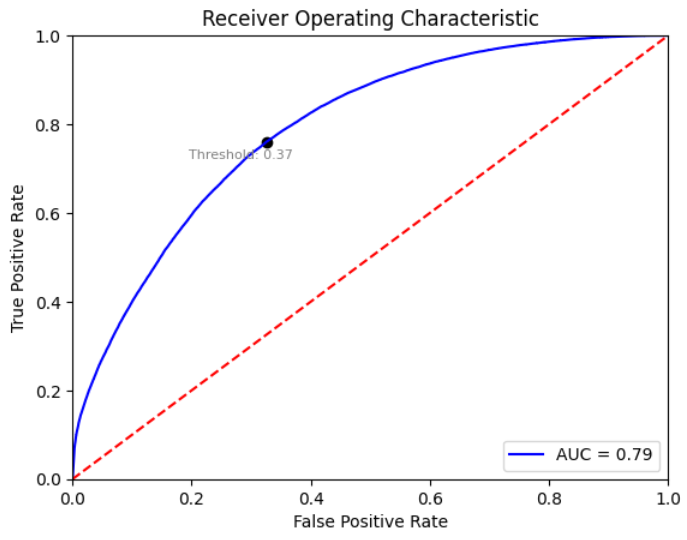 Receiver Operating Characteristic
True Positive Rate
1.0
0.8
0.6
0.4
0.2
0.0
Threshold: 0.37
AUC = 0.79
0.0 0.2 0.4 0.6 0.8 1.0
False Positive Rate